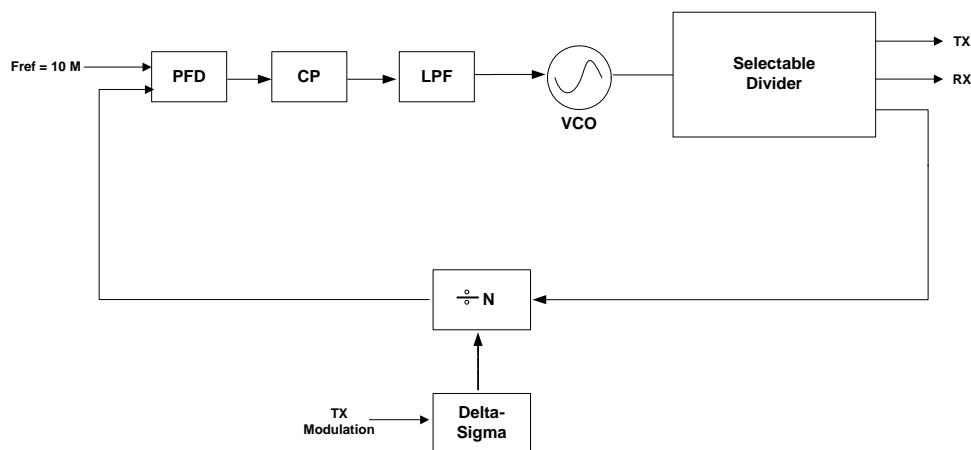 Fref = 10 M
PFD
CP
LPF
VCO
Selectable
Divider
TX
RX
÷ N
TX
Modulation
Delta-
Sigma